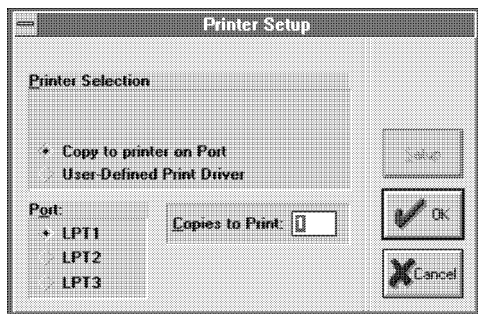 Printer Setup
Printer Selection
Copy to printer on Port
User-Defined Print Driver
Setup
Port:
LPT1
LPT2
LPT3
Copies to Print:
OK
Cancel